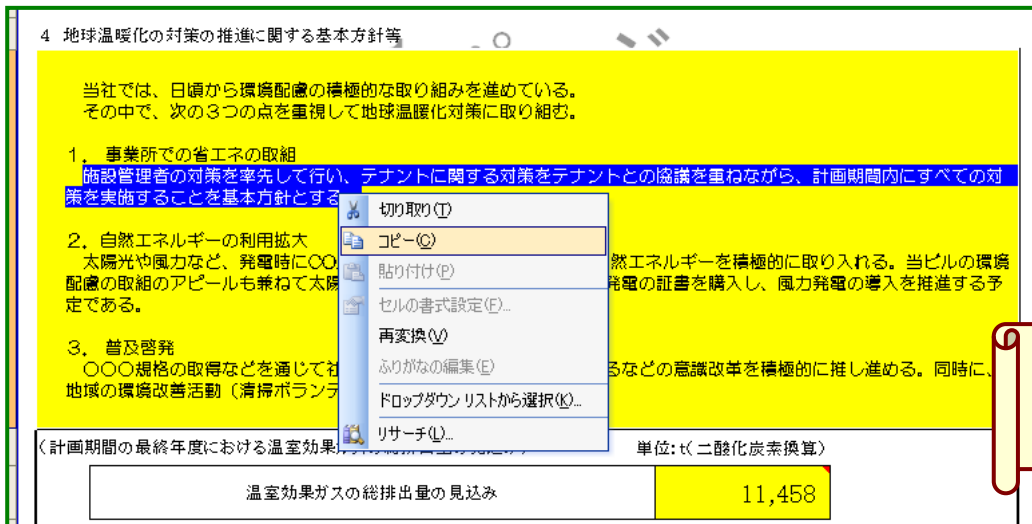 4 地球温暖化の対策の推進に関する基本方針等
当社では、日頃から環境配慮の積極的な取り組みを進めている。
その中で、次の3つの点を重視して地球温暖化対策に取り組む。
1. 事業所での省エネの取組
施設管理者の対策を率先して行い、テナントに関する対策をテナントとの協議を重ねながら、計画期間内にすべての対
策を実施することを基本方針とする
切り取り(T)
コピー(C)
貼り付け(P)
セルの書式設定(F)...
再変換(V)
ふりがなの編集(E)
ドロップダウン リストから選択(K)...
リサーチ(L)...
2. 自然エネルギーの利用拡大
太陽光や風力など、発電時にCO 然エネルギーを積極的に取り入れる。当ビルの環境
配慮の取組のアピールも兼ねて太陽 発電の証書を購入し、風力発電の導入を推進する予
定である。
3. 普及啓発
○○○規格の取得などを通じて社 るなどの意識改革を積極的に推し進める。同時に、
地域の環境改善活動(清掃ボランテ
(計画期間の最終年度における温室効果 単位:t(二酸化炭素換算)
温室効果ガスの総排出量の見込み 11,458